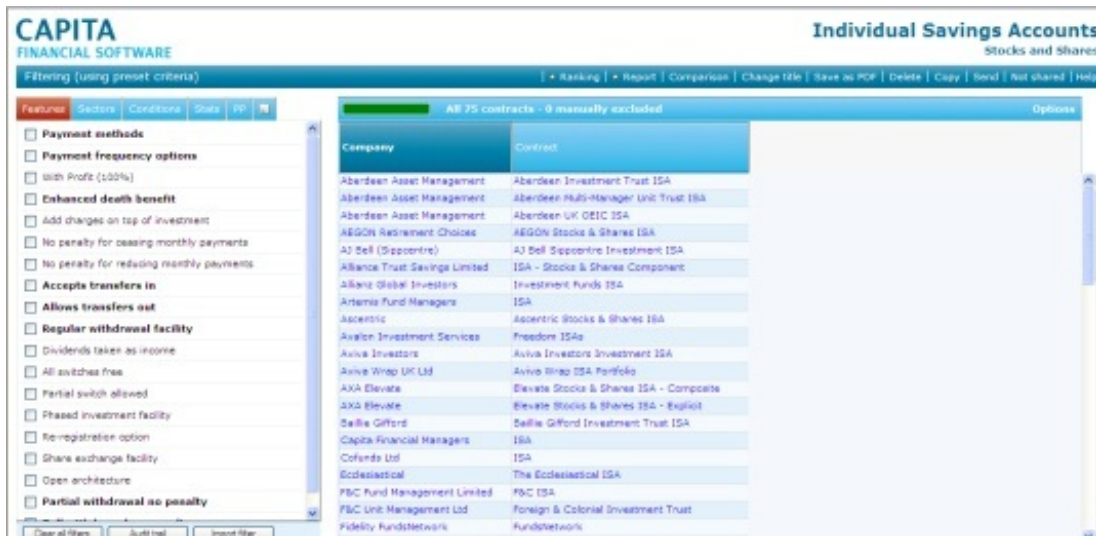 CAPITA
FINANCIAL SOFTWARE
Individual Savings Accounts
Stocks and Shares
Filtering (using preset criteria)
| + Ranking | + Report | Comparison | Change title | Save as PDF | Delete | Copy | Send | Not shared | Help
Features Sectors Conditions Stats PP
All 75 contracts - 0 manually excluded
Options
Payment methods
Payment frequency options
With Profit (100%)
Enhanced death benefit
Add charges on top of investment
No penalty for ceasing monthly payments
No penalty for reducing monthly payments
Accepts transfers in
Allows transfers out
Regular withdrawal facility
Dividends taken as income
All switches free
Partial switch allowed
Phased investment facility
Re-registration option
Share exchange facility
Open architecture
Partial withdrawal no penalty
Clear all filters Audit trail Import filter
Company Contract
Aberdeen Asset Management Aberdeen Investment Trust ISA
Aberdeen Asset Management Aberdeen Multi-Manager Unit Trust ISA
Aberdeen Asset Management Aberdeen UK OEIC ISA
AEGON Retirement Choices AEGON Stocks & Shares ISA
AJ Bell (Sippcentre) AJ Bell Sippcentre Investment ISA
Alliance Trust Savings Limited ISA - Stocks & Shares Component
Allianz Global Investors Investment Funds ISA
Artemis Fund Managers ISA
Ascentric Ascentric Stocks & Shares ISA
Avalon Investment Services Freedom ISAs
Aviva Investors Aviva Investors Investment ISA
Aviva Wrap UK Ltd Aviva Wrap ISA Portfolio
AXA Elevate Elevate Stocks & Shares ISA - Composite
AXA Elevate Elevate Stocks & Shares ISA - Explicit
Baillie Gifford Baillie Gifford Investment Trust ISA
Capita Financial Managers ISA
Cofunds Ltd ISA
Ecclesiastical The Ecclesiastical ISA
F&C Fund Management Limited F&C ISA
F&C Unit Management Ltd Foreign & Colonial Investment Trust
Fidelity FundsNetwork FundsNetwork